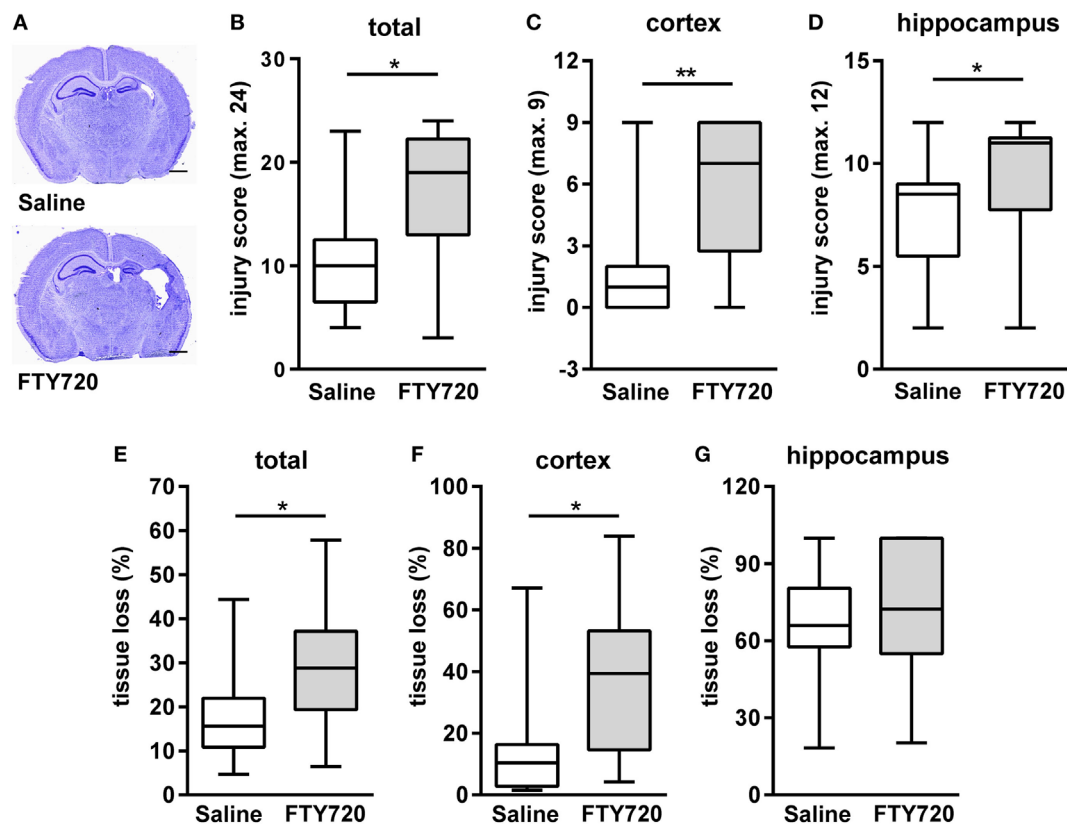 A
Saline
FTY720
B
total
injury score (max. 24)
30
20
10
0
*
Saline FTY720
C
cortex
injury score (max. 9)
12
9
6
3
0
-3
**
Saline FTY720
D
hippocampus
injury score (max. 12)
15
10
5
0
*
Saline FTY720
E
total
tissue loss (%)
70
60
50
40
30
20
10
0
*
Saline FTY720
F
cortex
tissue loss (%)
100
80
60
40
20
0
*
Saline FTY720
G
hippocampus
tissue loss (%)
120
90
60
30
0
Saline FTY720